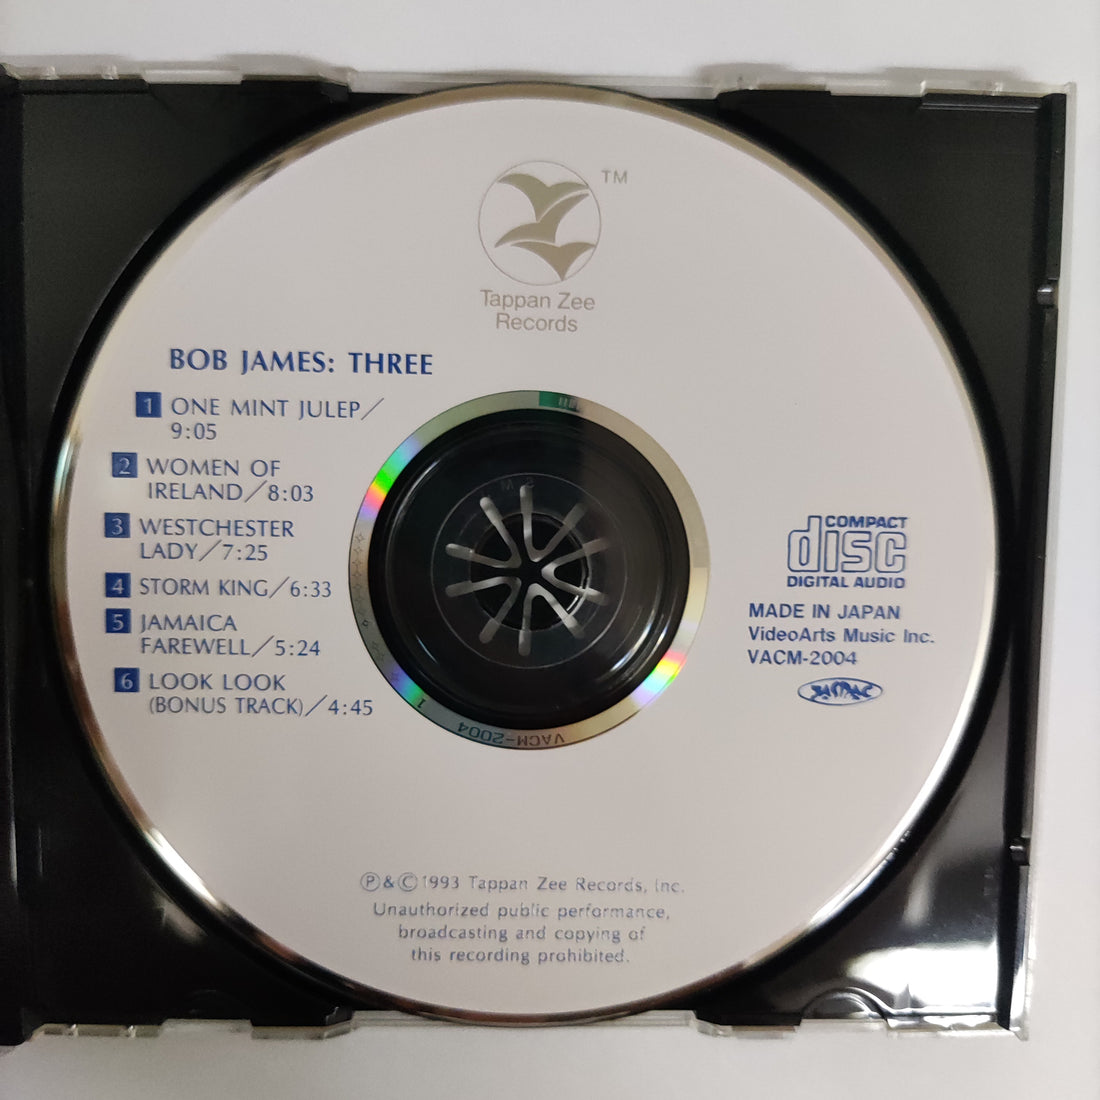 TM
Tappan Zee
Records
BOB JAMES: THREE
1 ONE MINT JULEP/
9:05
2 WOMEN OF
IRELAND/8:03
3 WESTCHESTER
LADY/7:25
4 STORM KING/6:33
5 JAMAICA
FAREWELL/5:24
6 LOOK LOOK
(BONUS TRACK)/4:45
COMPACT
disc
DIGITAL AUDIO
MADE IN JAPAN
VideoArts Music Inc.
VACM-2004
VACM-2004 1
Ⓟ&Ⓒ1993 Tappan Zee Records, Inc.
Unauthorized public performance,
broadcasting and copying of
this recording prohibited.